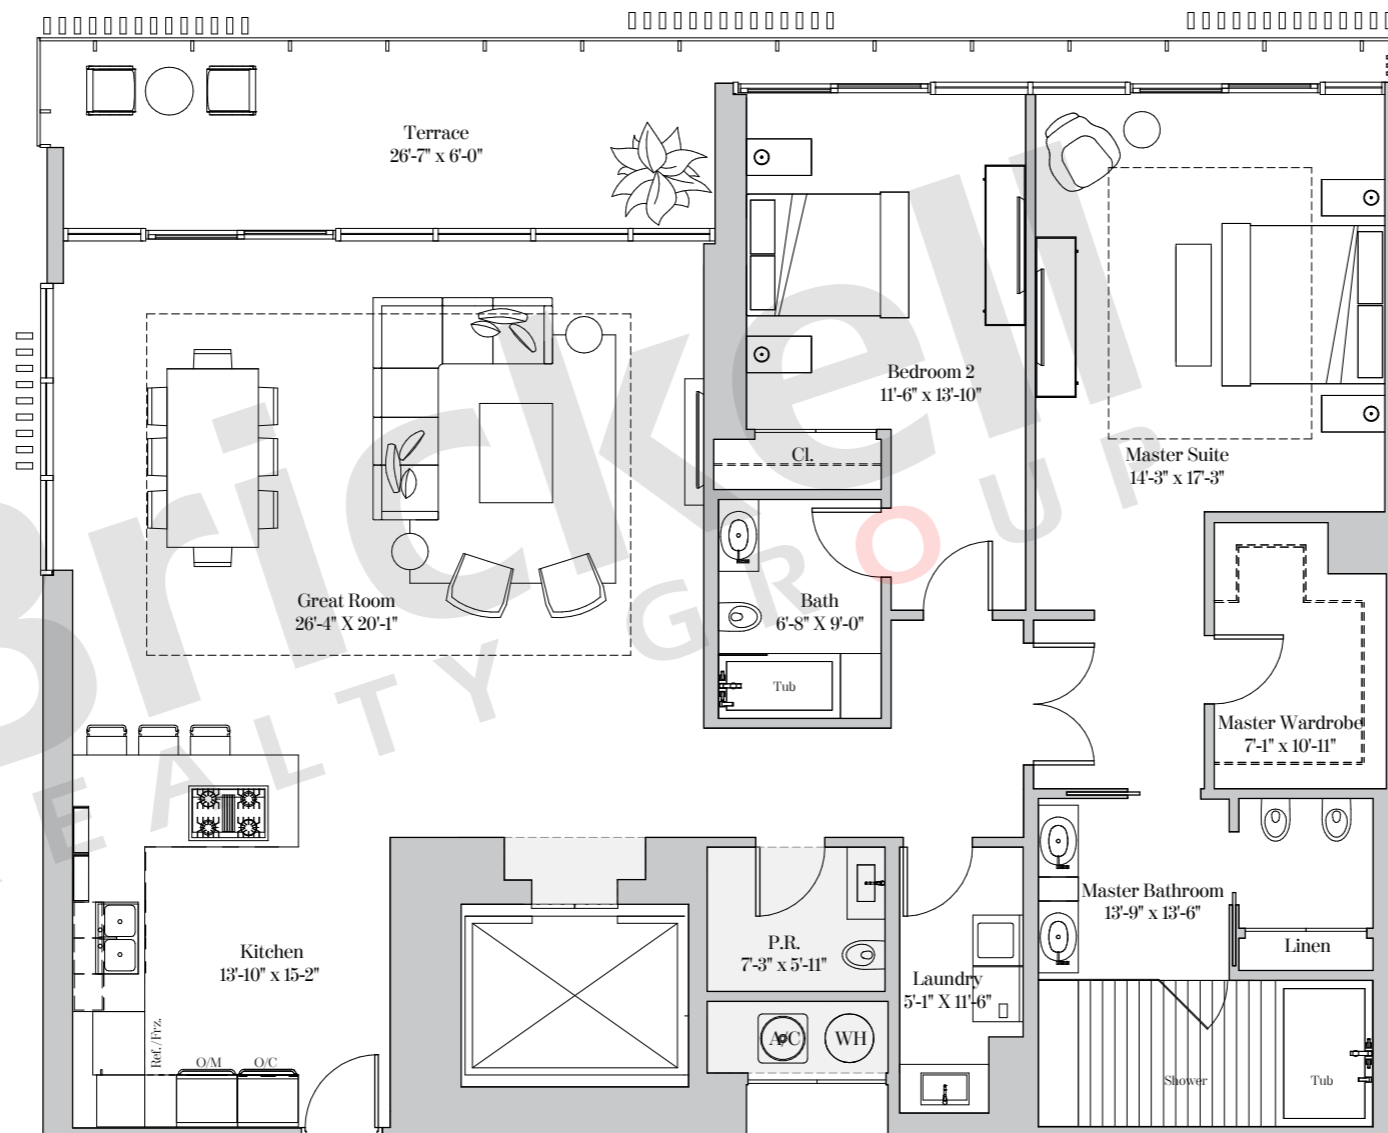 Terrace
26'-7" x 6'-0"
Bedroom 2
11'-6" x 13'-10"
Cl.
Master Suite
14'-3" x 17'-3"
Great Room
26'-4" X 20'-1"
Bath
6'-8" X 9'-0"
Tub
Master Wardrobe
7'-1" x 10'-11"
Kitchen
13'-10" x 15-2"
Ref./Frz.
O/M
O/C
P.R.
7'-3" x 5'-11"
A/C
WH
Laundry
5'-1" X 11'-6"
Master Bathroom
13'-9" x 13'-6"
Linen
Shower
Tub
Brickell
REALTY GROUP